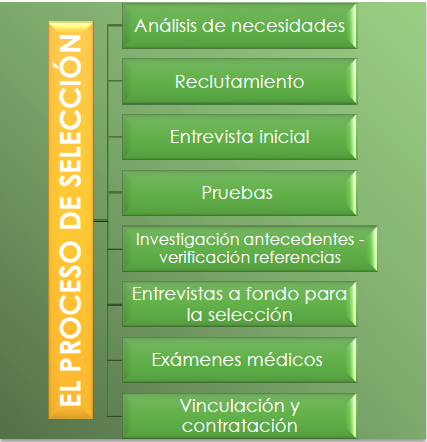 EL PROCESO DE SELECCIÓN
Análisis de necesidades
Reclutamiento
Entrevista inicial
Pruebas
Investigación antecedentes -
verificación referencias
Entrevistas a fondo para
la selección
Exámenes médicos
Vinculación y
contratación